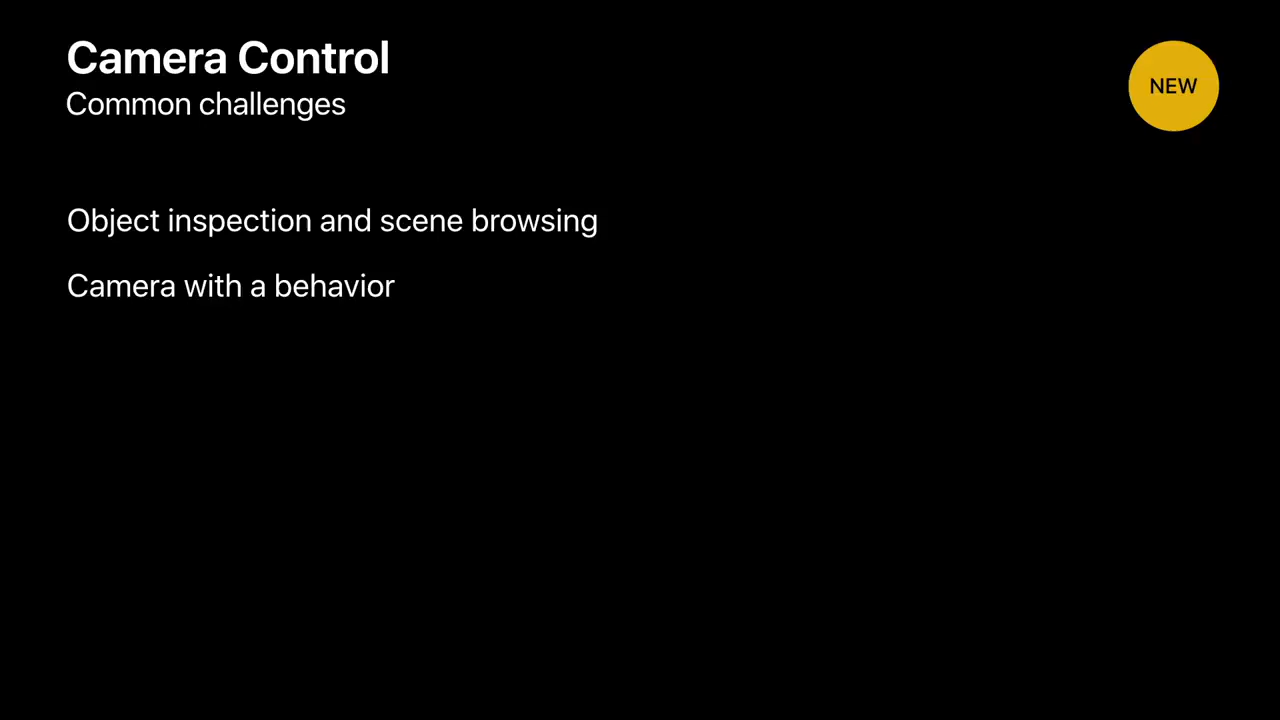 Camera Control
Common challenges
NEW
Object inspection and scene browsing
Camera with a behavior